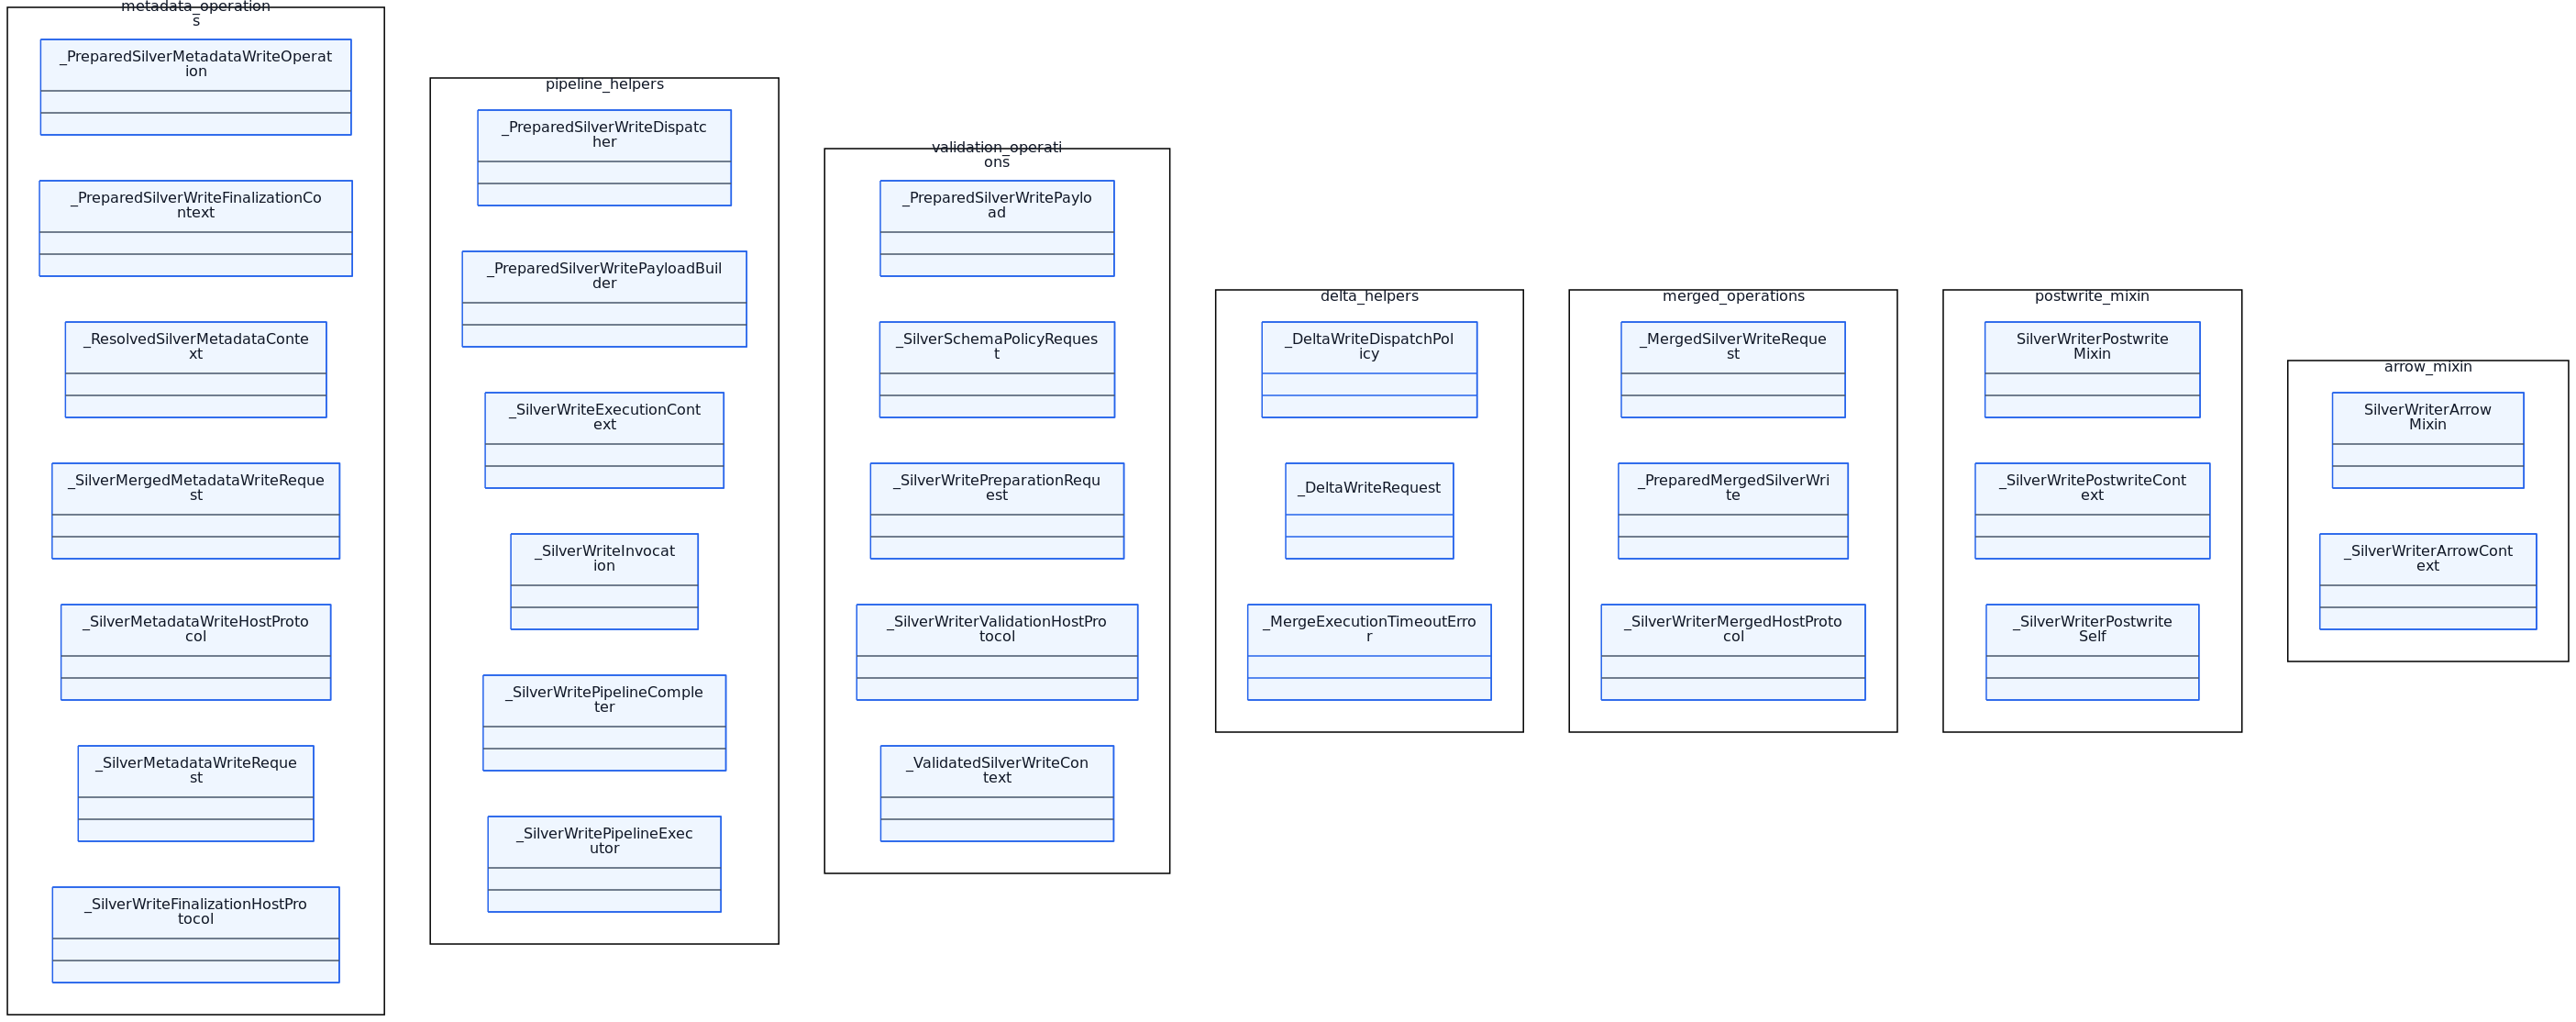 metadata_operation
s
_PreparedSilverMetadataWriteOperat
ion
_PreparedSilverWriteFinalizationCo
ntext
_ResolvedSilverMetadataConte
xt
_SilverMergedMetadataWriteReque
st
_SilverMetadataWriteHostProto
col
_SilverMetadataWriteReque
st
_SilverWriteFinalizationHostPro
tocol
pipeline_helpers
_PreparedSilverWriteDispatc
her
_PreparedSilverWritePayloadBuil
der
_SilverWriteExecutionCont
ext
_SilverWriteInvocat
ion
_SilverWritePipelineComple
ter
_SilverWritePipelineExec
utor
validation_operati
ons
_PreparedSilverWritePaylo
ad
_SilverSchemaPolicyReques
t
_SilverWritePreparationRequ
est
_SilverWriterValidationHostPro
tocol
_ValidatedSilverWriteCon
text
delta_helpers
_DeltaWriteDispatchPol
icy
_DeltaWriteRequest
_MergeExecutionTimeoutErro
r
merged_operations
_MergedSilverWriteReque
st
_PreparedMergedSilverWri
te
_SilverWriterMergedHostProto
col
postwrite_mixin
SilverWriterPostwrite
Mixin
_SilverWritePostwriteCont
ext
_SilverWriterPostwrite
Self
arrow_mixin
SilverWriterArrow
Mixin
_SilverWriterArrowCont
ext